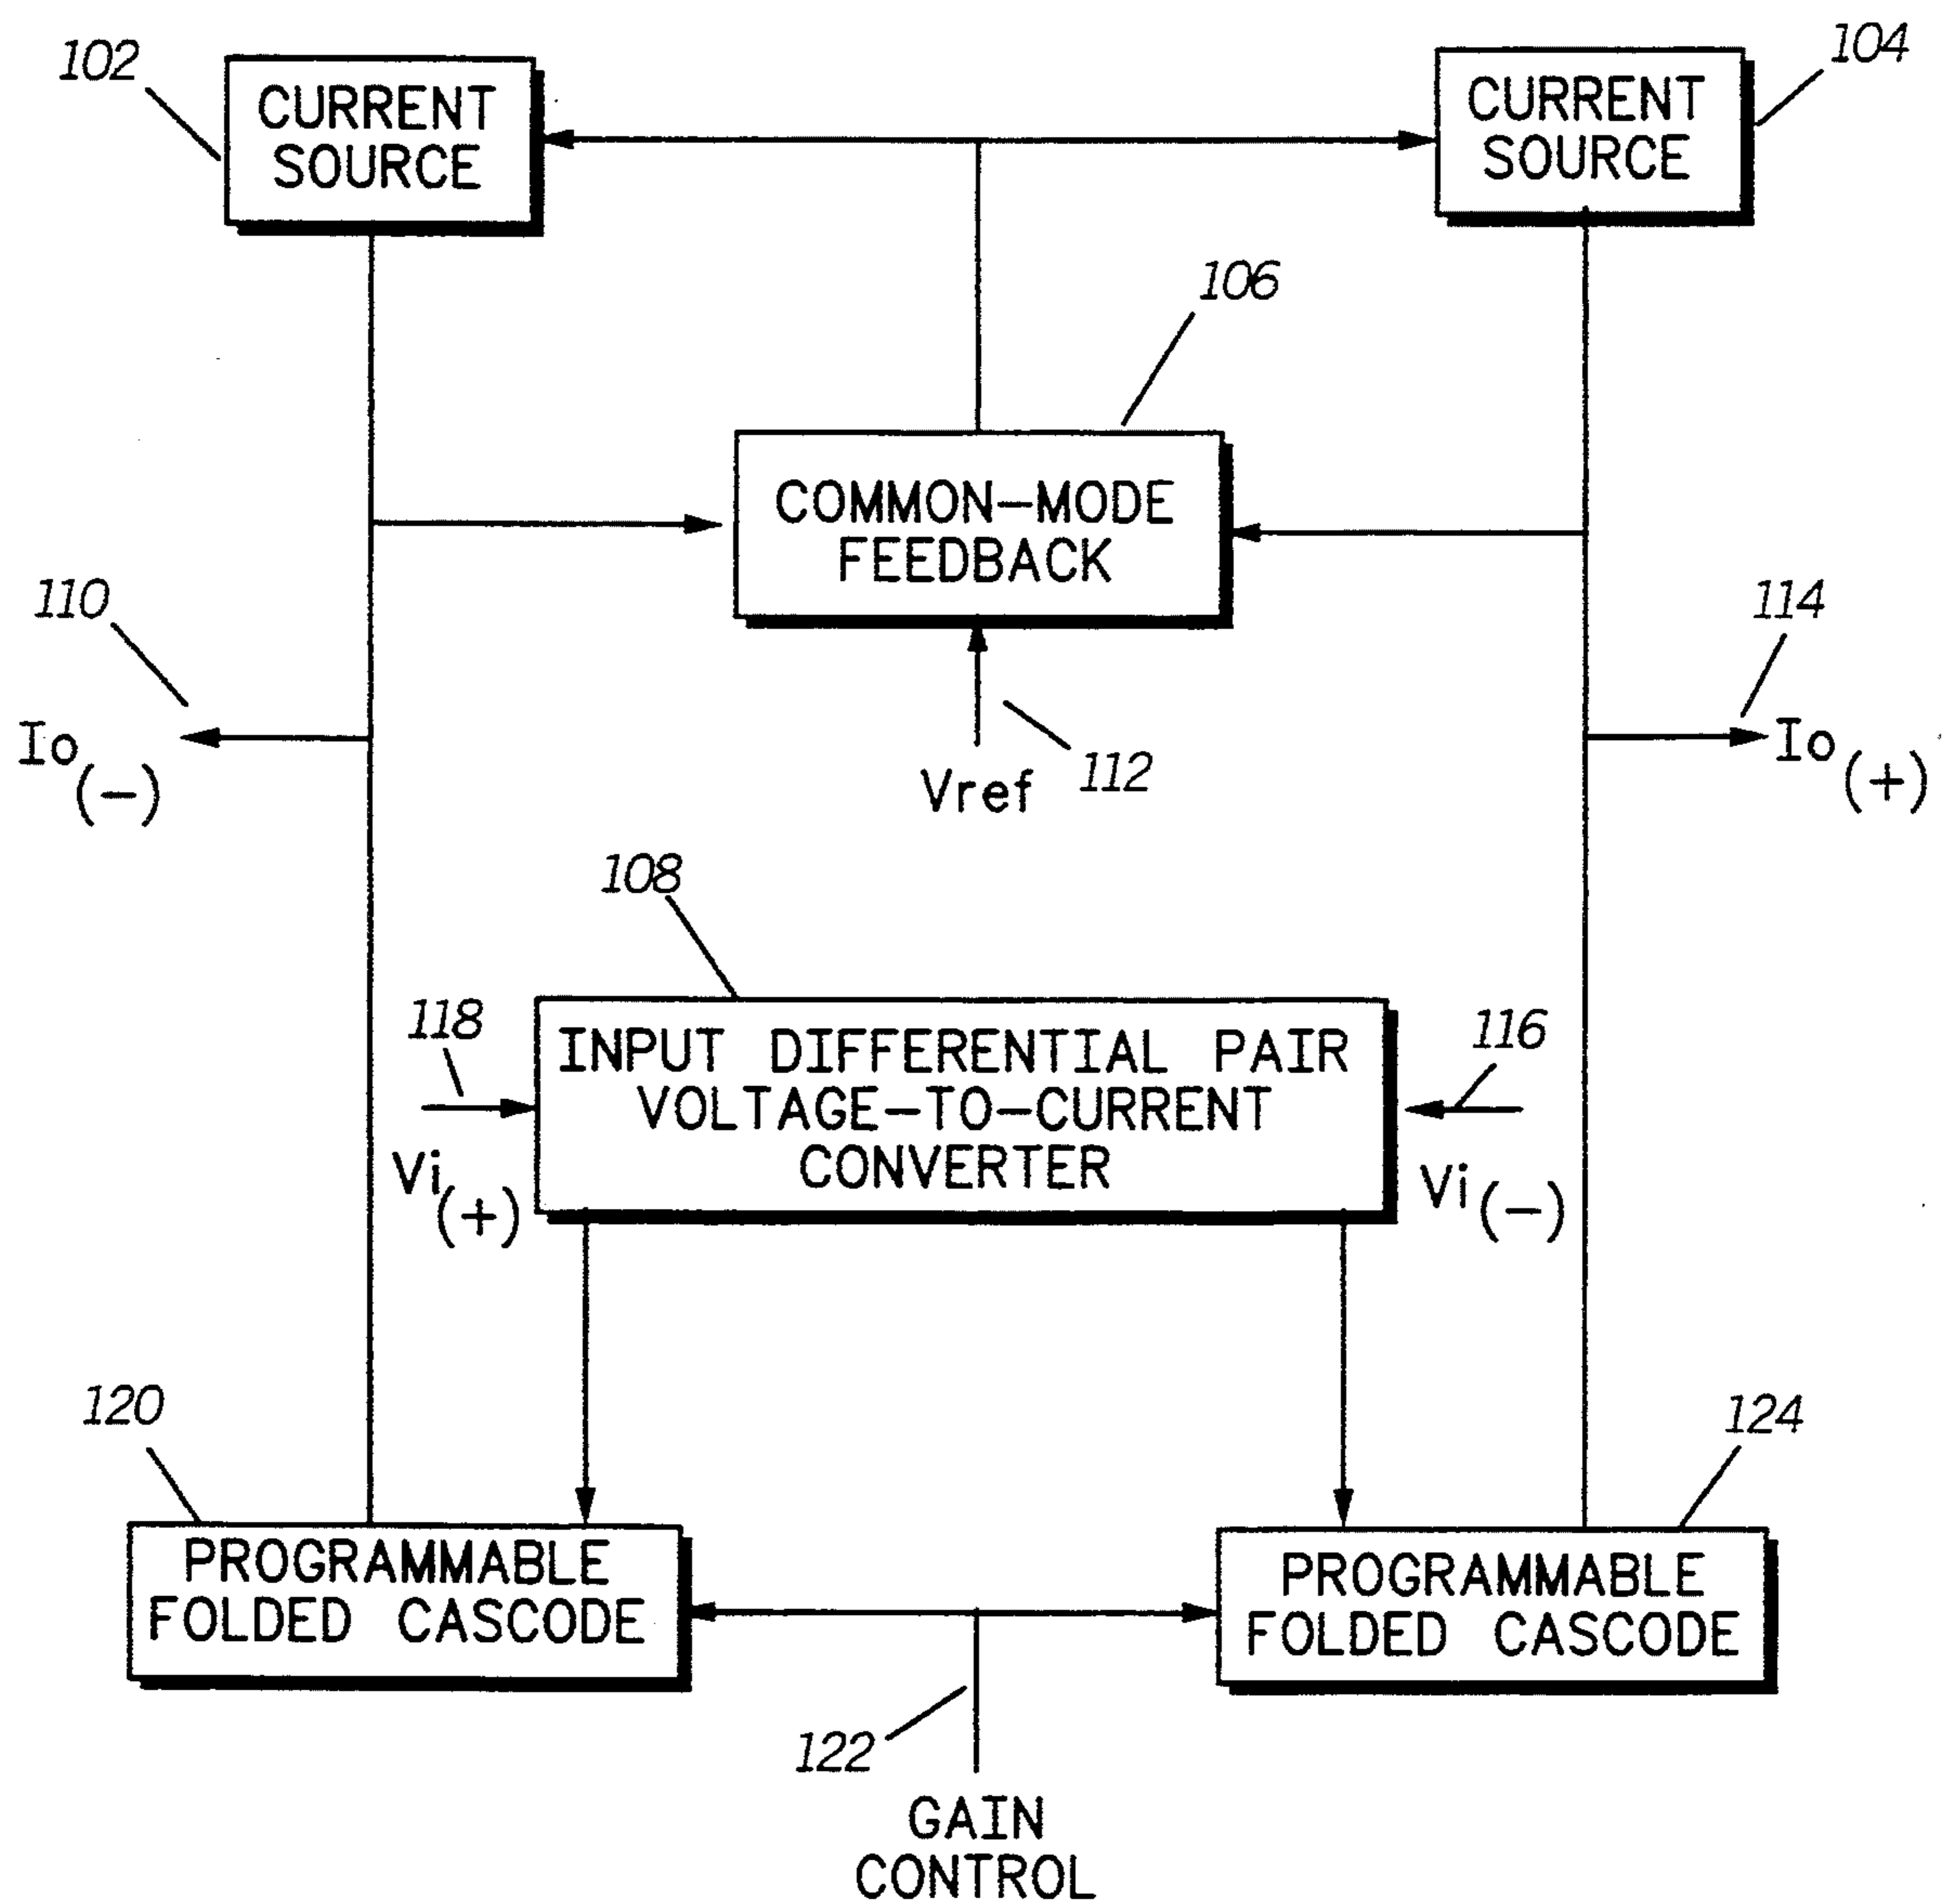 102
CURRENT
SOURCE
CURRENT
SOURCE
104
106
COMMON-MODE
FEEDBACK
110
Io(-)
112
Vref
114
Io(+)
108
118
INPUT DIFFERENTIAL PAIR
VOLTAGE-TO-CURRENT
CONVERTER
116
Vi(+)
Vi(-)
120
PROGRAMMABLE
FOLDED CASCODE
124
PROGRAMMABLE
FOLDED CASCODE
122
GAIN
CONTROL